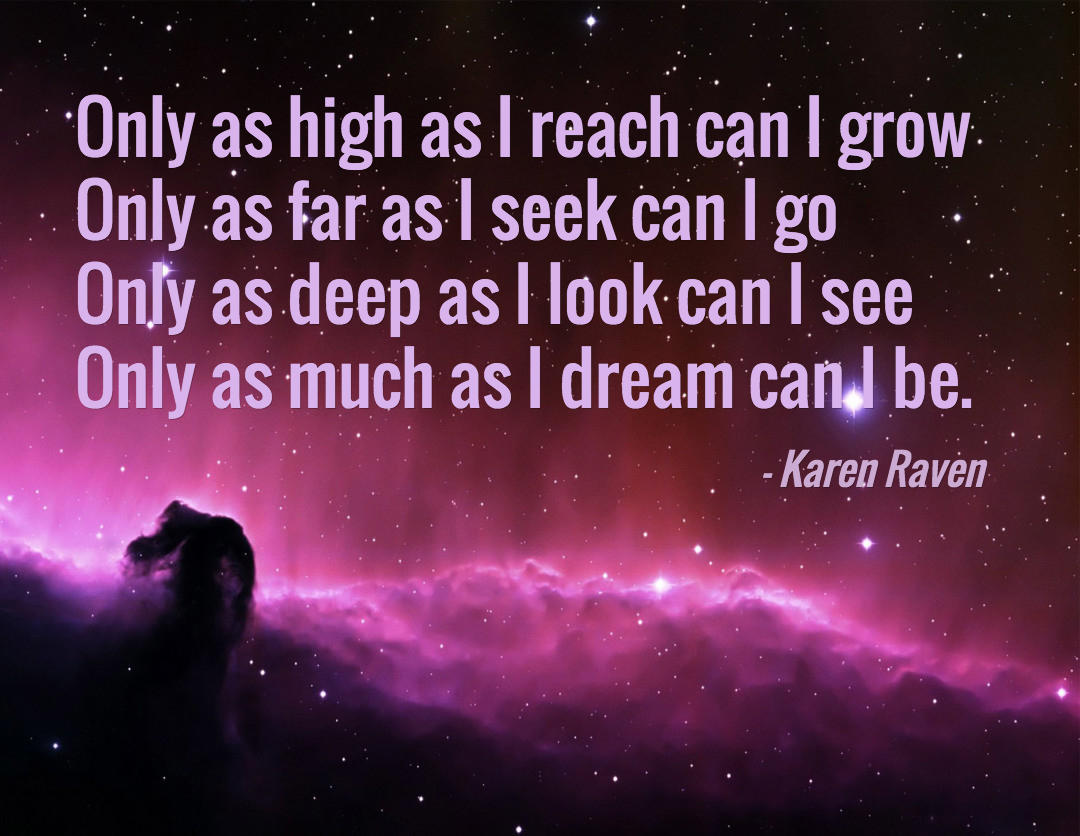 Only as high as I reach can I grow
Only as far as I seek can I go
Only as deep as I look can I see
Only as much as I dream can I be.
- Karen Raven